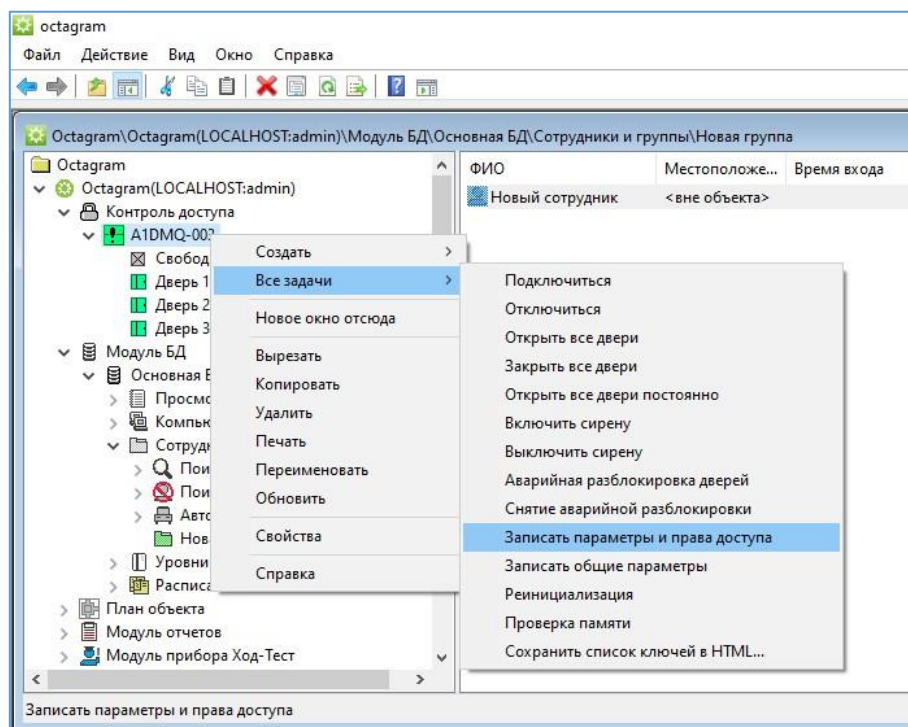 octagram
Файл Действие Вид Окно Справка
Octagram\Octagram(LOCALHOST:admin)\Модуль БД\Основная БД\Сотрудники и группы\Новая группа
Octagram
Octagram(LOCALHOST:admin)
Контроль доступа
A1DMQ-003
Свобод
Дверь 1
Дверь 2
Дверь 3
Модуль БД
Основная Б
Просмо
Компью
Сотрудн
Пои
Пои
Авто
Нов
Уровни
Расписа
План объекта
Модуль отчетов
Модуль прибора Ход-Тест
ФИО Местоположе... Время входа
Новый сотрудник <вне объекта>
Создать
Все задачи
Новое окно отсюда
Вырезать
Копировать
Удалить
Печать
Переименовать
Обновить
Свойства
Справка
Подключиться
Отключиться
Открыть все двери
Закрыть все двери
Открыть все двери постоянно
Включить сирену
Выключить сирену
Аварийная разблокировка дверей
Снятие аварийной разблокировки
Записать параметры и права доступа
Записать общие параметры
Реинициализация
Проверка памяти
Сохранить список ключей в HTML...
Записать параметры и права доступа